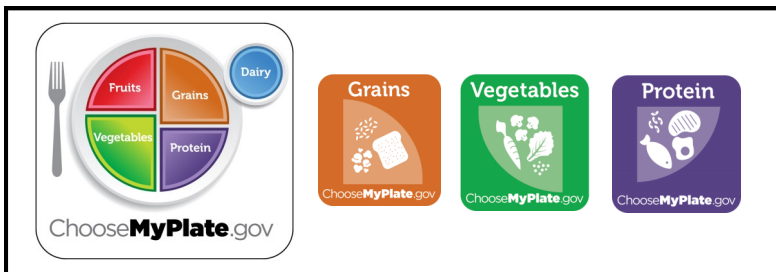 Fruits
Grains
Dairy
Vegetables
Protein
ChooseMyPlate.gov
Grains
ChooseMyPlate.gov
Vegetables
ChooseMyPlate.gov
Protein
ChooseMyPlate.gov